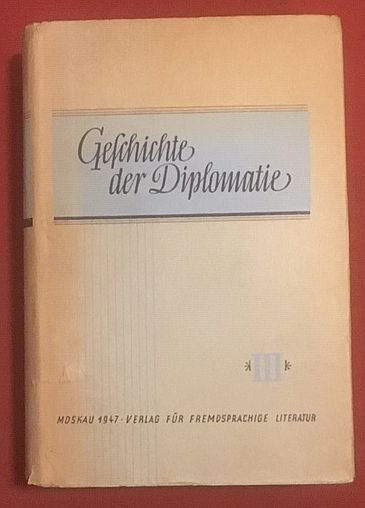 Geſchichte
der Diplomatie
III
MOSKAU 1947 · VERLAG FÜR FREMDSPRACHIGE LITERATUR